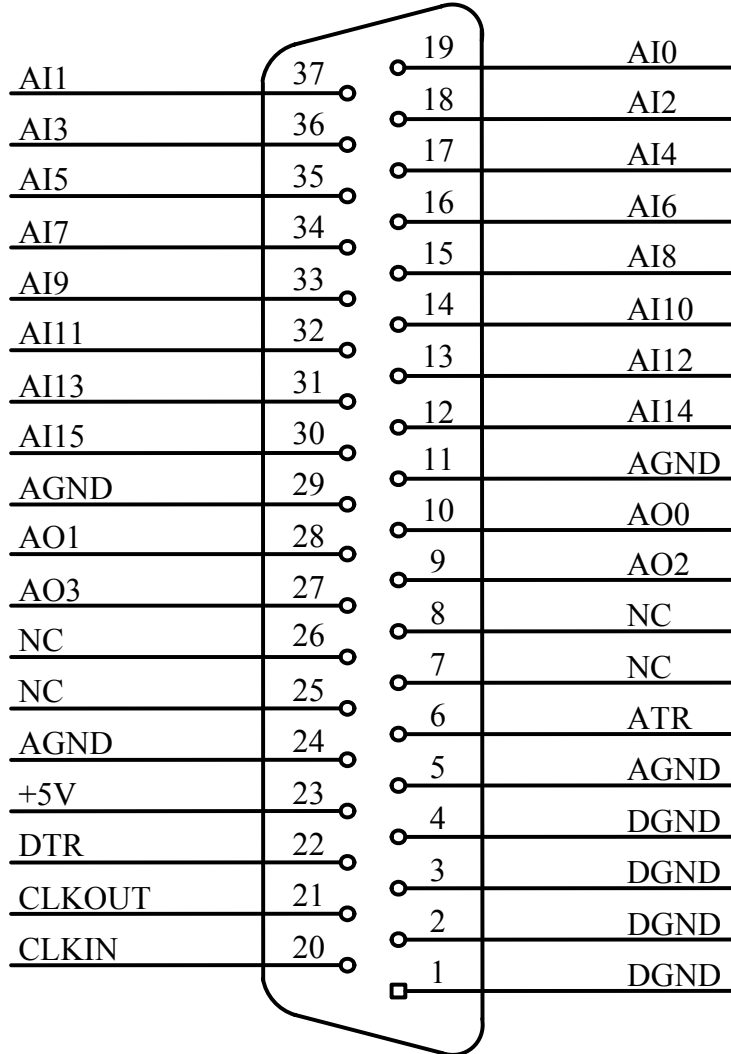 19 AI0
AI1 37
18 AI2
AI3 36
17 AI4
AI5 35
16 AI6
AI7 34
15 AI8
AI9 33
14 AI10
AI11 32
13 AI12
AI13 31
12 AI14
AI15 30
11 AGND
AGND 29
10 AO0
AO1 28
9 AO2
AO3 27
8 NC
NC 26
7 NC
NC 25
6 ATR
AGND 24
5 AGND
+5V 23
4 DGND
DTR 22
3 DGND
CLKOUT 21
2 DGND
CLKIN 20
1 DGND